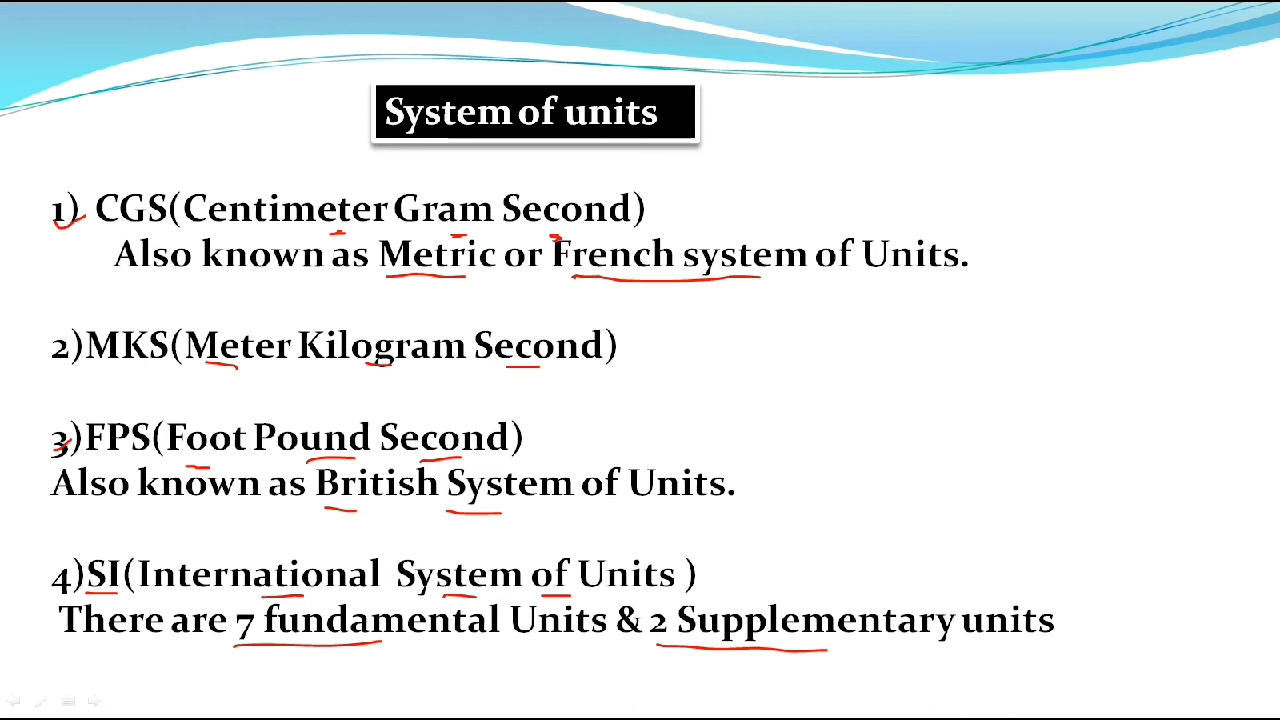 System of units
1) CGS(Centimeter Gram Second)
Also known as Metric or French system of Units.
2)MKS(Meter Kilogram Second)
3)FPS(Foot Pound Second)
Also known as British System of Units.
4)SI(International System of Units )
There are 7 fundamental Units & 2 Supplementary units